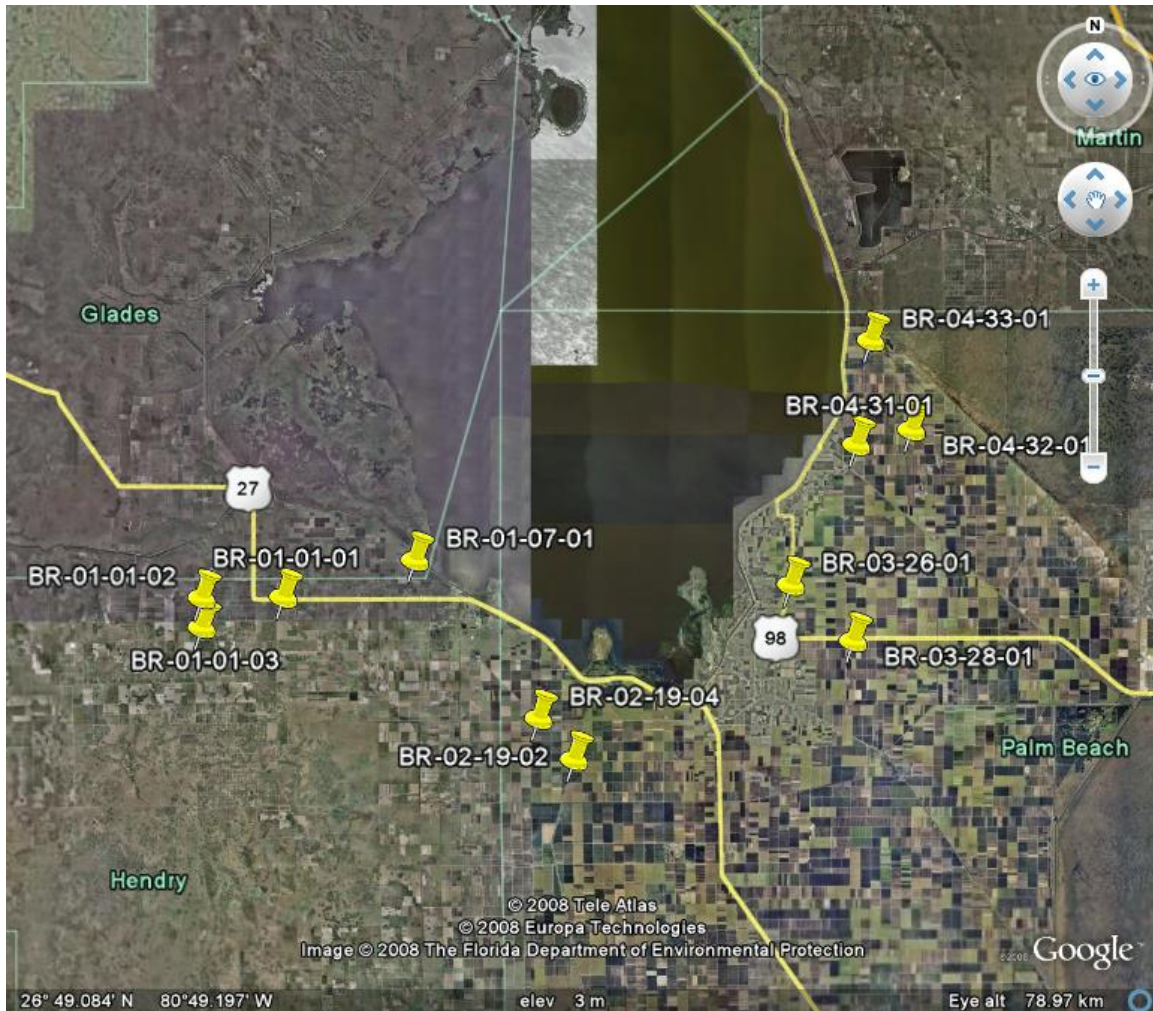 N
Martin
Glades
BR-04-33-01
BR-04-31-01
BR-04-32-01
27
BR-01-07-01
BR-01-01-01
BR-01-01-02
BR-03-26-01
BR-01-01-03
98
BR-03-28-01
BR-02-19-04
BR-02-19-02
Palm Beach
Hendry
© 2008 Tele Atlas
© 2008 Europa Technologies
Image © 2008 The Florida Department of Environmental Protection
©2008 Google™
26° 49.084' N 80°49.197' W elev 3 m Eye alt 78.97 km